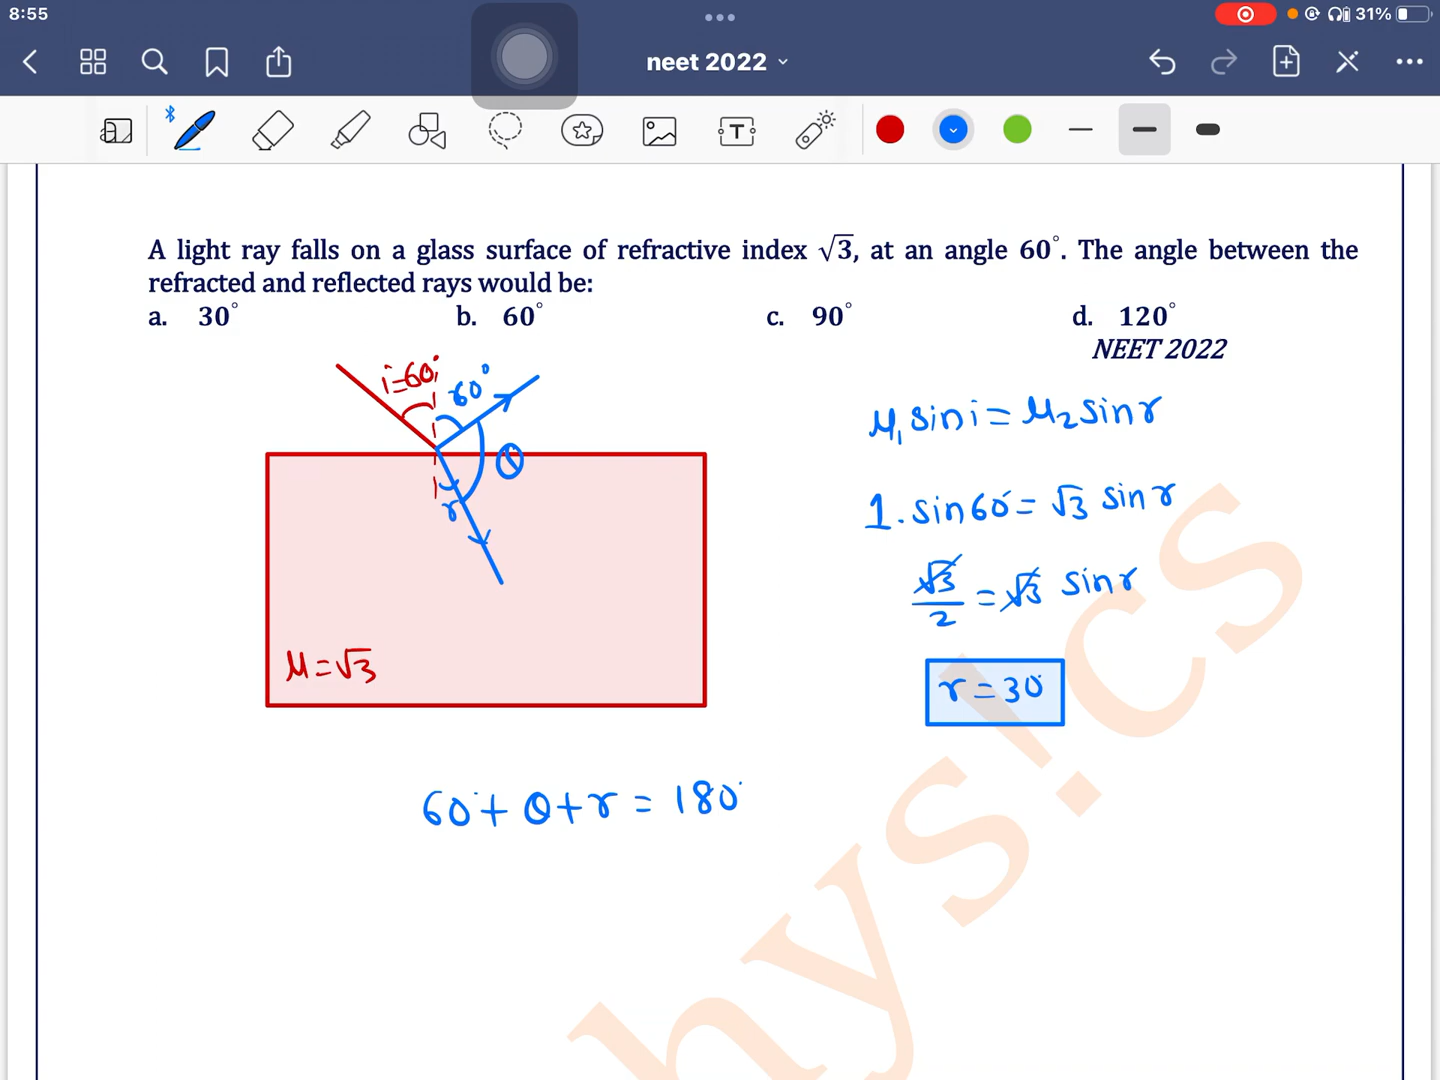 8:55
31%
neet 2022
T
A light ray falls on a glass surface of refractive index √3, at an angle 60°. The angle between the
refracted and reflected rays would be:
a. 30° b. 60° c. 90° d. 120°
NEET 2022
i=60°
60°
θ
r
μ=√3
μ₁ sin i = μ₂ sin r
1. sin 60° = √3 sin r
√3/2 = √3 sin r
r = 30°
60° + θ + r = 180°
hys!cs